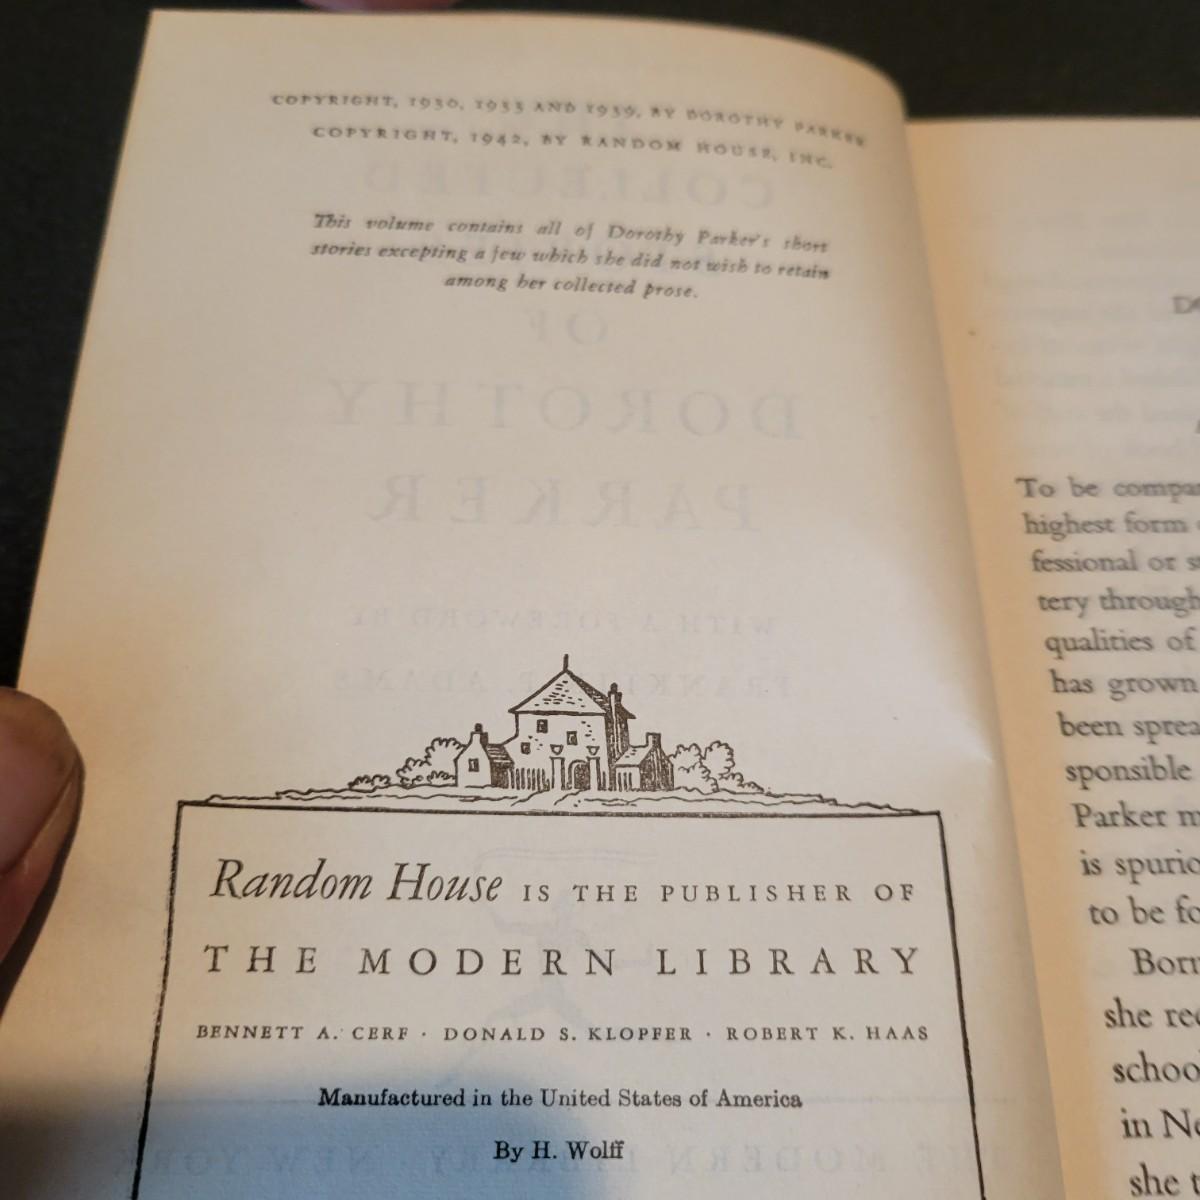 COPYRIGHT, 1930, 1933 AND 1939, BY DOROTHY PARKER
COPYRIGHT, 1942, BY RANDOM HOUSE, INC.
This volume contains all of Dorothy Parker's short
stories excepting a few which she did not wish to retain
among her collected prose.
Random House IS THE PUBLISHER OF
THE MODERN LIBRARY
BENNETT A. CERF · DONALD S. KLOPFER · ROBERT K. HAAS
Manufactured in the United States of America
By H. Wolff
To be compa
highest form
fessional or s
tery through
qualities of
has grown
been sprea
sponsible
Parker m
is spurio
to be fo
Born
she rec
schoo
in Ne
she t